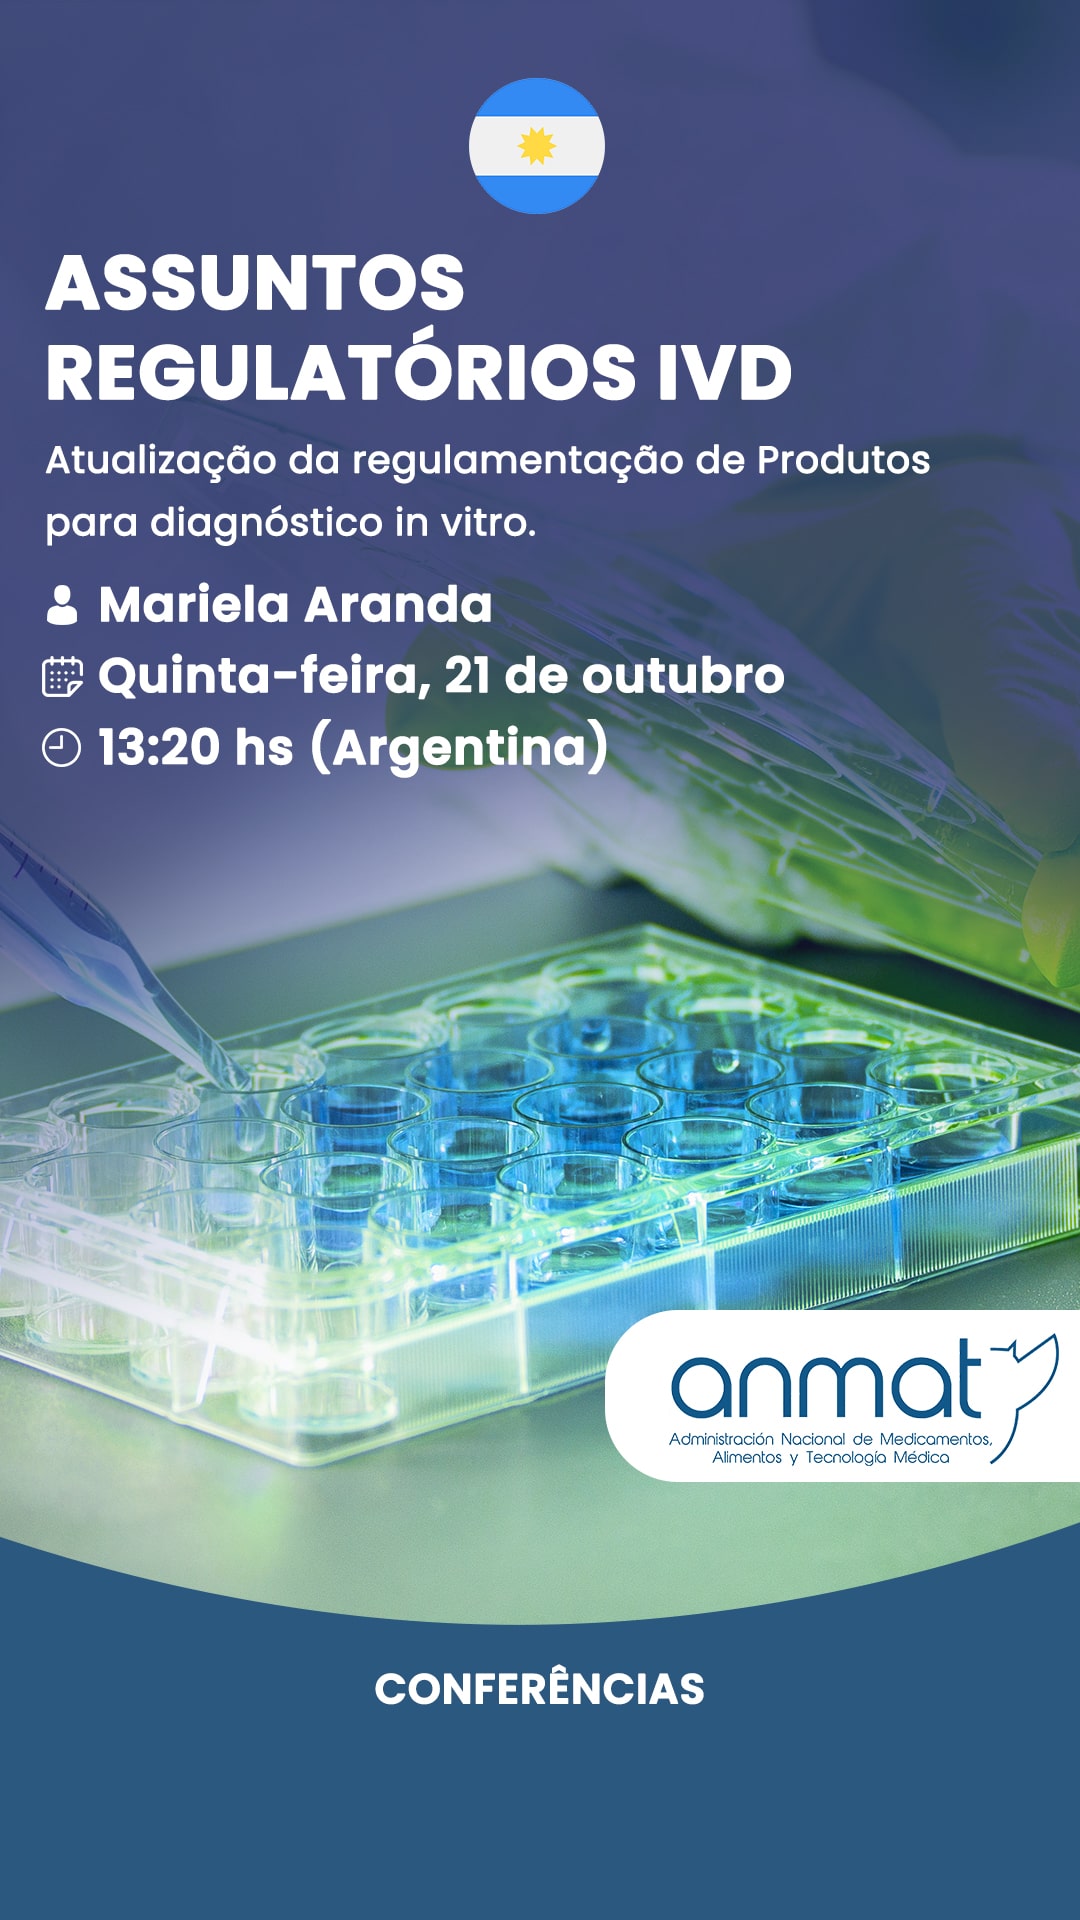 ASSUNTOS
REGULATÓRIOS IVD
Atualização da regulamentação de Produtos
para diagnóstico in vitro.
Mariela Aranda
Quinta-feira, 21 de outubro
13:20 hs (Argentina)
anmat
Administración Nacional de Medicamentos,
Alimentos y Tecnología Médica
CONFERÊNCIAS